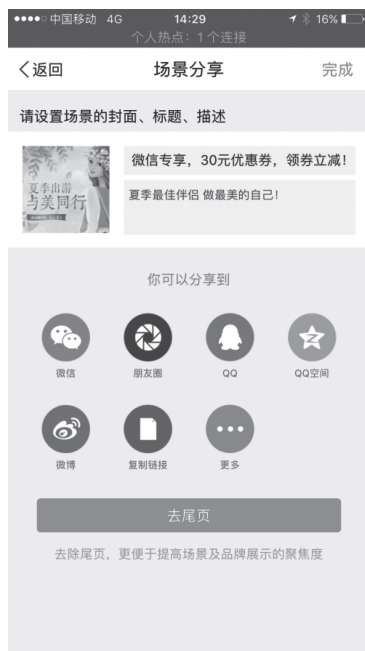 中国移动 4G 14:29 16%
个人热点：1个连接
返回 场景分享 完成
请设置场景的封面、标题、描述
夏季出游
与美同行
微信专享，30元优惠券，领券立减！
夏季最佳伴侣 做最美的自己！
你可以分享到
微信 朋友圈 QQ QQ空间
微博 复制链接 更多
去尾页
去除尾页，更便于提高场景及品牌展示的聚焦度